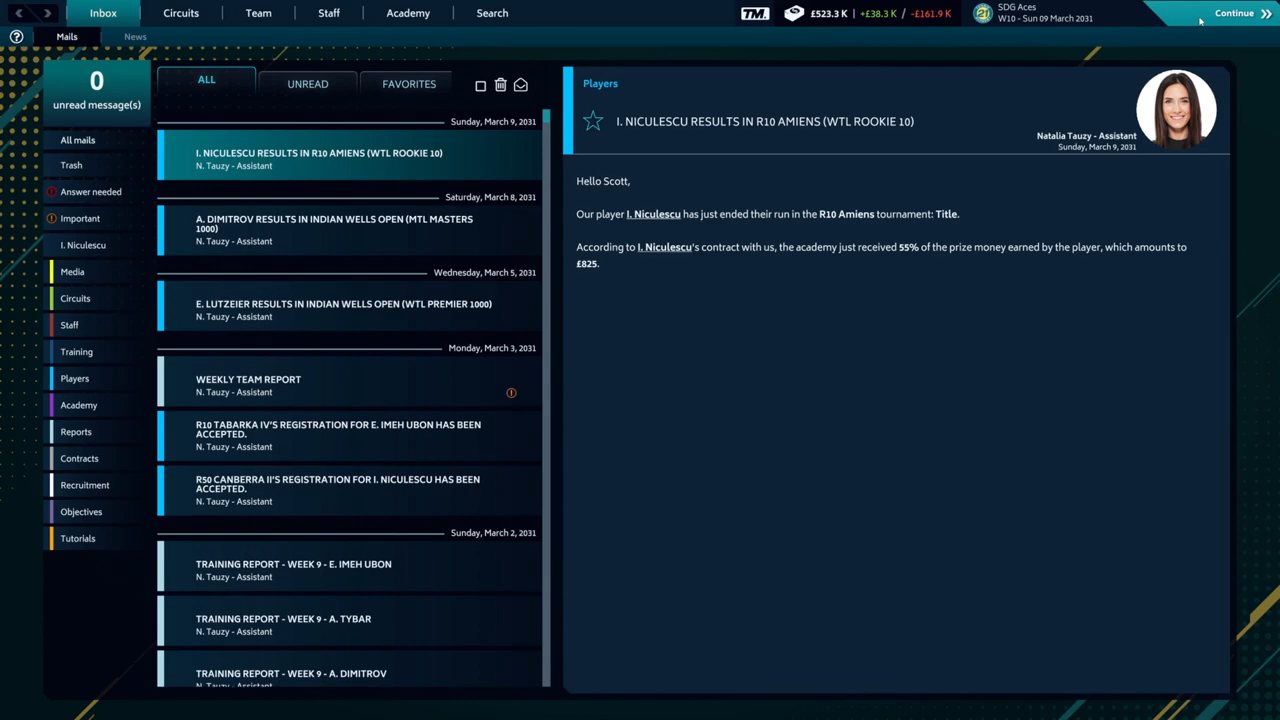 Inbox
Circuits
Team
Staff
Academy
Search
TM.
£523.3 K | +£38.3 K / -£161.9 K
21
SDG Aces
W10 - Sun 09 March 2031
Continue
?
Mails
News
0
unread message(s)
All mails
Trash
Answer needed
Important
I. Niculescu
Media
Circuits
Staff
Training
Players
Academy
Reports
Contracts
Recruitment
Objectives
Tutorials
ALL
UNREAD
FAVORITES
Sunday, March 9, 2031
I. NICULESCU RESULTS IN R10 AMIENS (WTL ROOKIE 10)
N. Tauzy - Assistant
Saturday, March 8, 2031
A. DIMITROV RESULTS IN INDIAN WELLS OPEN (MTL MASTERS
1000)
N. Tauzy - Assistant
Wednesday, March 5, 2031
E. LUTZEIER RESULTS IN INDIAN WELLS OPEN (WTL PREMIER 1000)
N. Tauzy - Assistant
Monday, March 3, 2031
WEEKLY TEAM REPORT
N. Tauzy - Assistant
R10 TABARKA IV'S REGISTRATION FOR E. IMEH UBON HAS BEEN
ACCEPTED.
N. Tauzy - Assistant
R50 CANBERRA II'S REGISTRATION FOR I. NICULESCU HAS BEEN
ACCEPTED.
N. Tauzy - Assistant
Sunday, March 2, 2031
TRAINING REPORT - WEEK 9 - E. IMEH UBON
N. Tauzy - Assistant
TRAINING REPORT - WEEK 9 - A. TYBAR
N. Tauzy - Assistant
TRAINING REPORT - WEEK 9 - A. DIMITROV
N. Tauzy - Assistant
Players
I. NICULESCU RESULTS IN R10 AMIENS (WTL ROOKIE 10)
Natalia Tauzy - Assistant
Sunday, March 9, 2031
Hello Scott,
Our player I. Niculescu has just ended their run in the R10 Amiens tournament: Title.
According to I. Niculescu's contract with us, the academy just received 55% of the prize money earned by the player, which amounts to
£825.